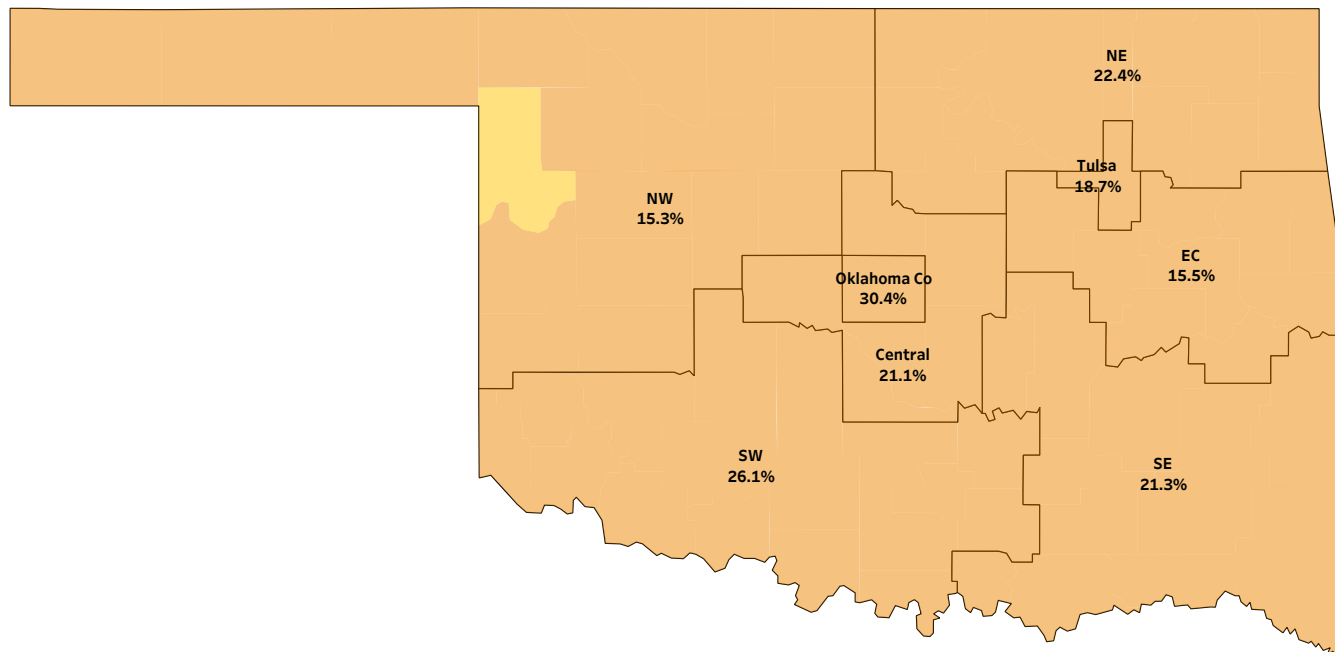 NE
22.4%
Tulsa
18.7%
NW
15.3%
EC
15.5%
Oklahoma Co
30.4%
Central
21.1%
SW
26.1%
SE
21.3%